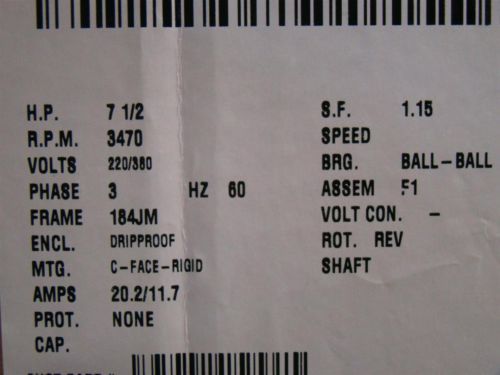 H.P. 7 1/2 S.F. 1.15
R.P.M. 3470 SPEED
VOLTS 220/380 BRG. BALL-BALL
PHASE 3 HZ 60 ASSEM F1
FRAME 184JM VOLT CON. -
ENCL. DRIPPROOF ROT. REV
MTG. C-FACE-RIGID SHAFT
AMPS 20.2/11.7
PROT. NONE
CAP.